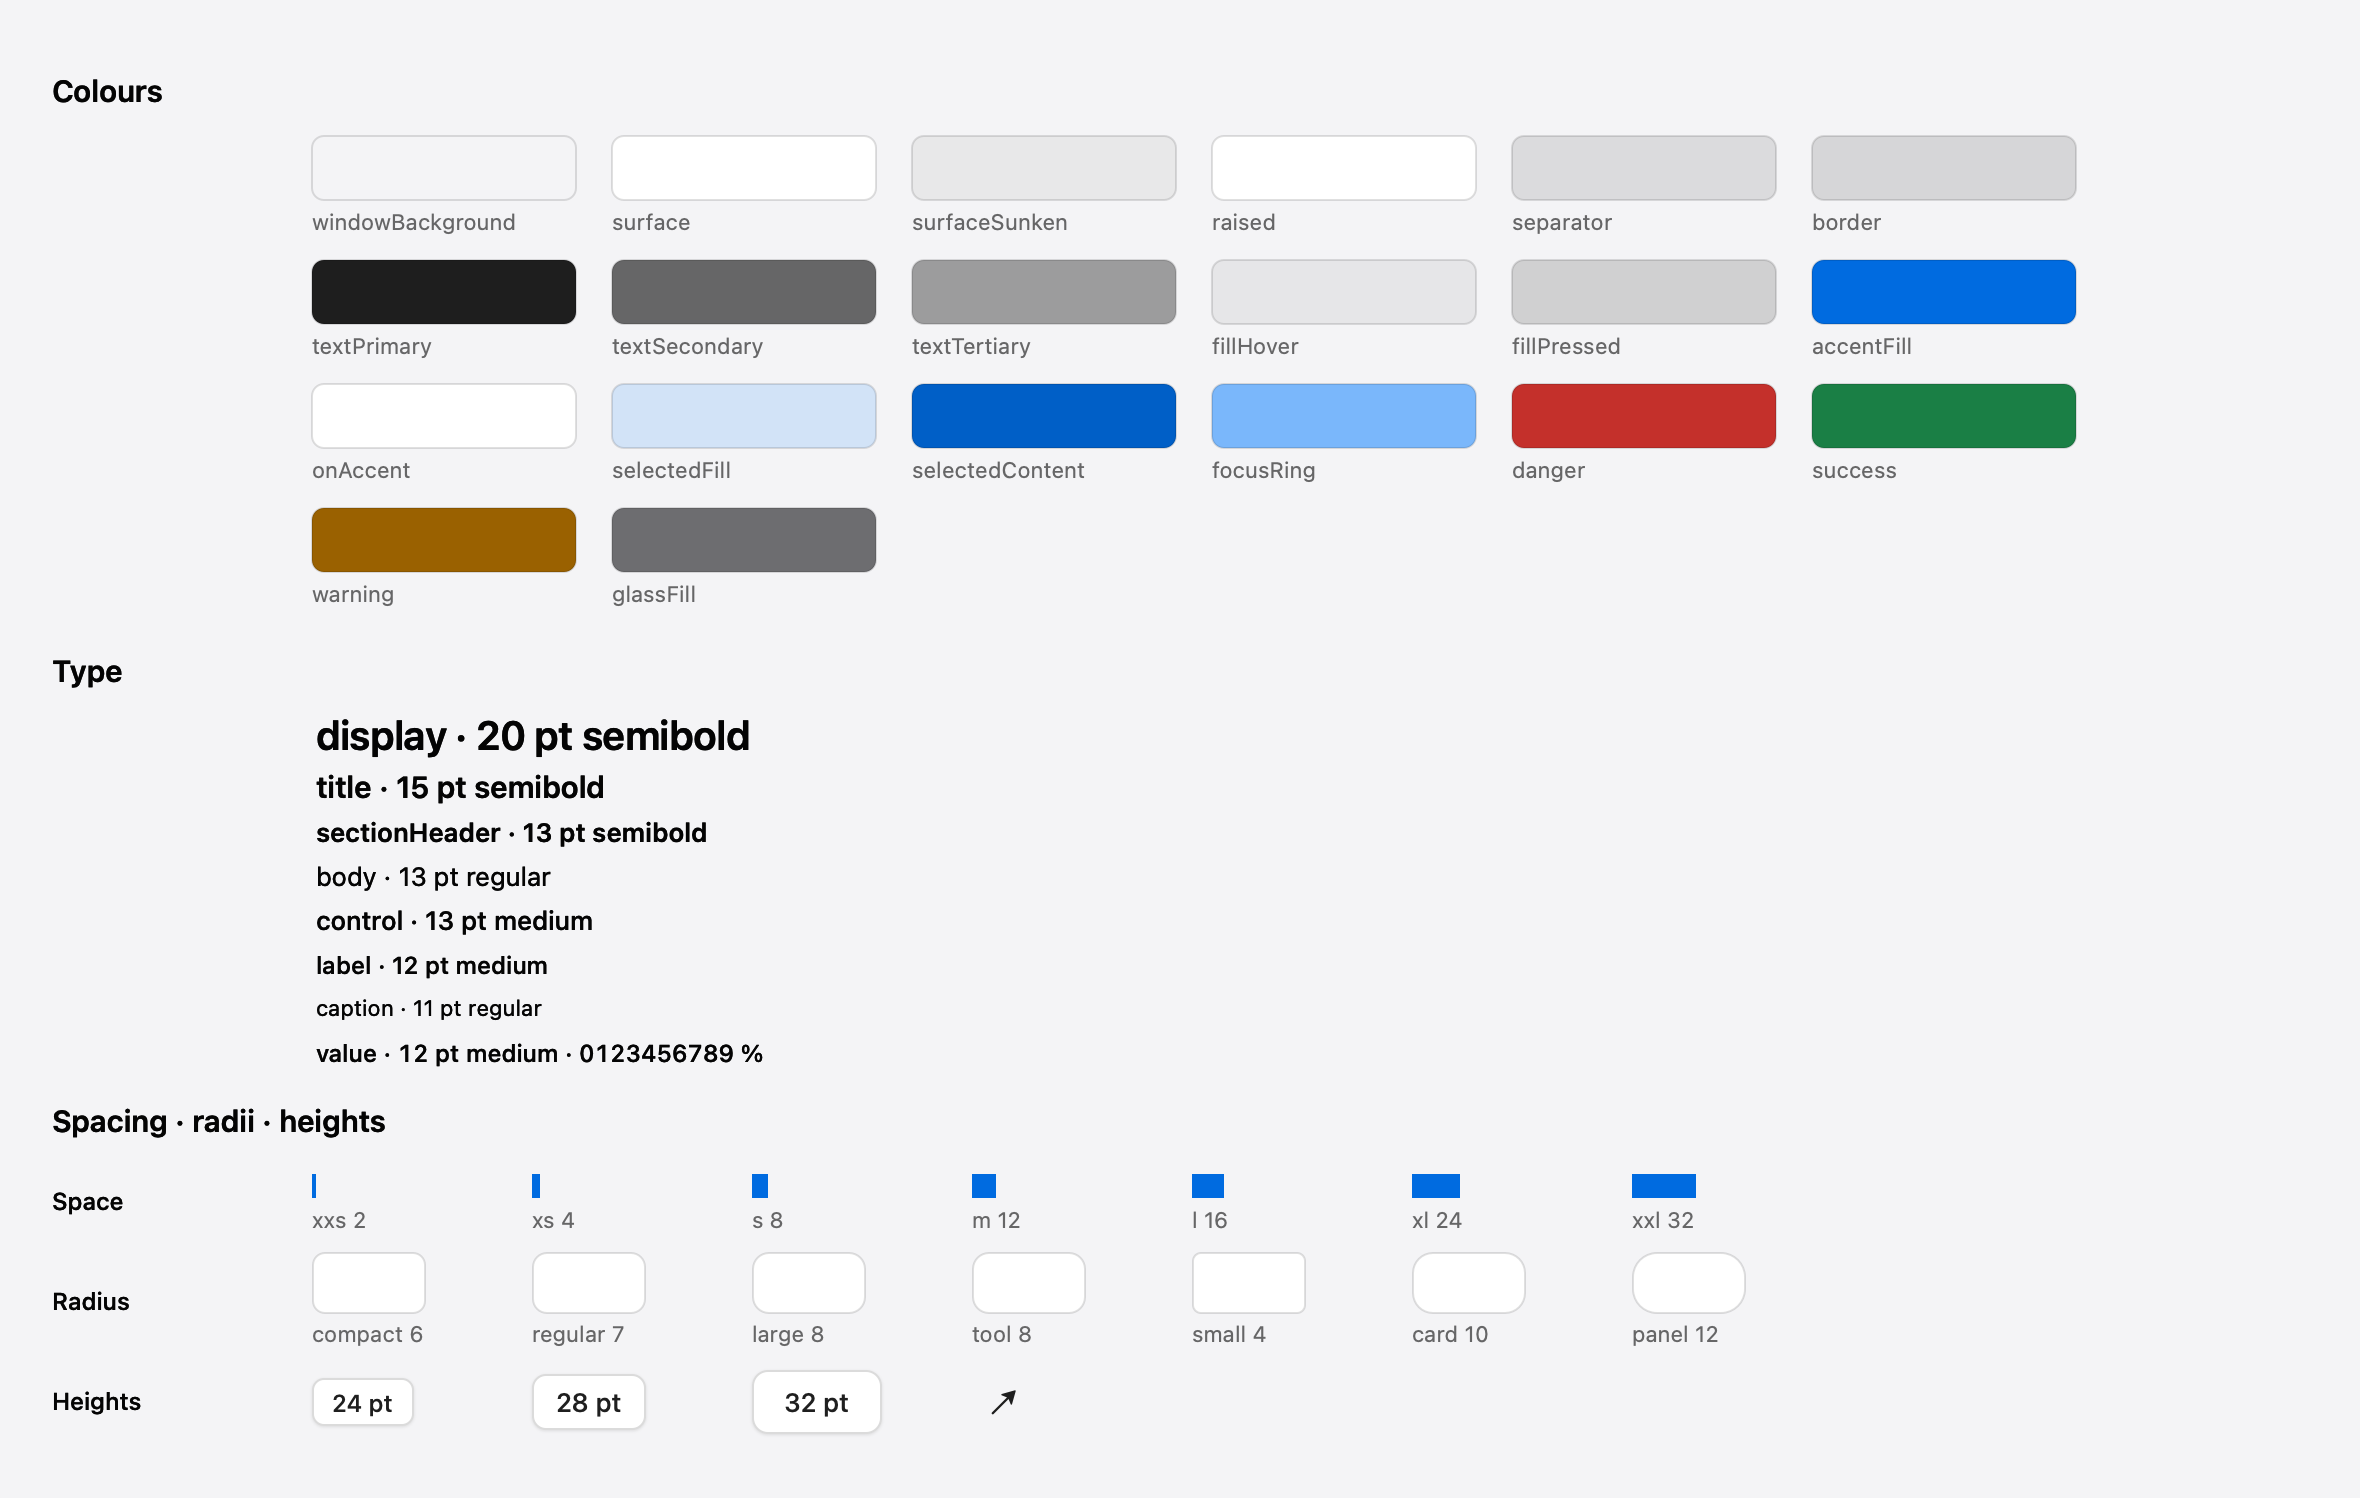 Colours
windowBackground surface surfaceSunken raised separator border
textPrimary textSecondary textTertiary fillHover fillPressed accentFill
onAccent selectedFill selectedContent focusRing danger success
warning glassFill
Type
display · 20 pt semibold
title · 15 pt semibold
sectionHeader · 13 pt semibold
body · 13 pt regular
control · 13 pt medium
label · 12 pt medium
caption · 11 pt regular
value · 12 pt medium · 0123456789 %
Spacing · radii · heights
Space
xxs 2 xs 4 s 8 m 12 l 16 xl 24 xxl 32
Radius
compact 6 regular 7 large 8 tool 8 small 4 card 10 panel 12
Heights 24 pt 28 pt 32 pt